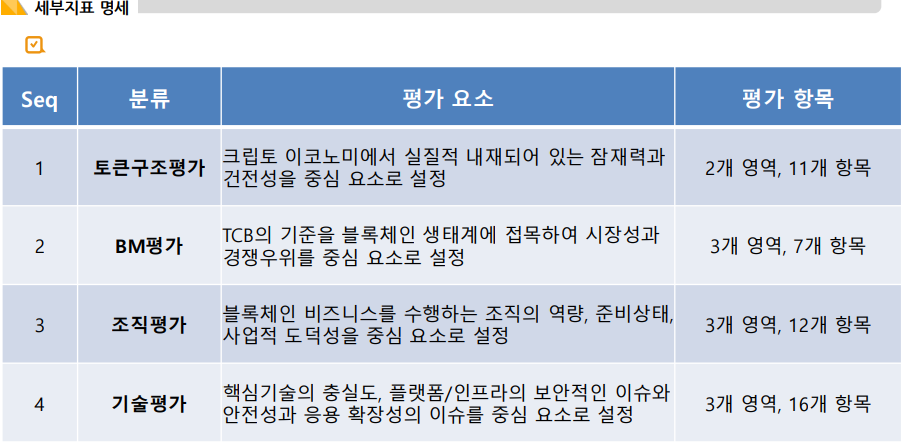 세부지표 명세
Seq 분류 평가 요소 평가 항목
1 토큰구조평가 크립토 이코노미에서 실질적 내재되어 있는 잠재력과
건전성을 중심 요소로 설정 2개 영역, 11개 항목
2 BM평가 TCB의 기준을 블록체인 생태계에 접목하여 시장성과
경쟁우위를 중심 요소로 설정 3개 영역, 7개 항목
3 조직평가 블록체인 비즈니스를 수행하는 조직의 역량, 준비상태,
사업적 도덕성을 중심 요소로 설정 3개 영역, 12개 항목
4 기술평가 핵심기술의 충실도, 플랫폼/인프라의 보안적인 이슈와
안전성과 응용 확장성의 이슈를 중심 요소로 설정 3개 영역, 16개 항목